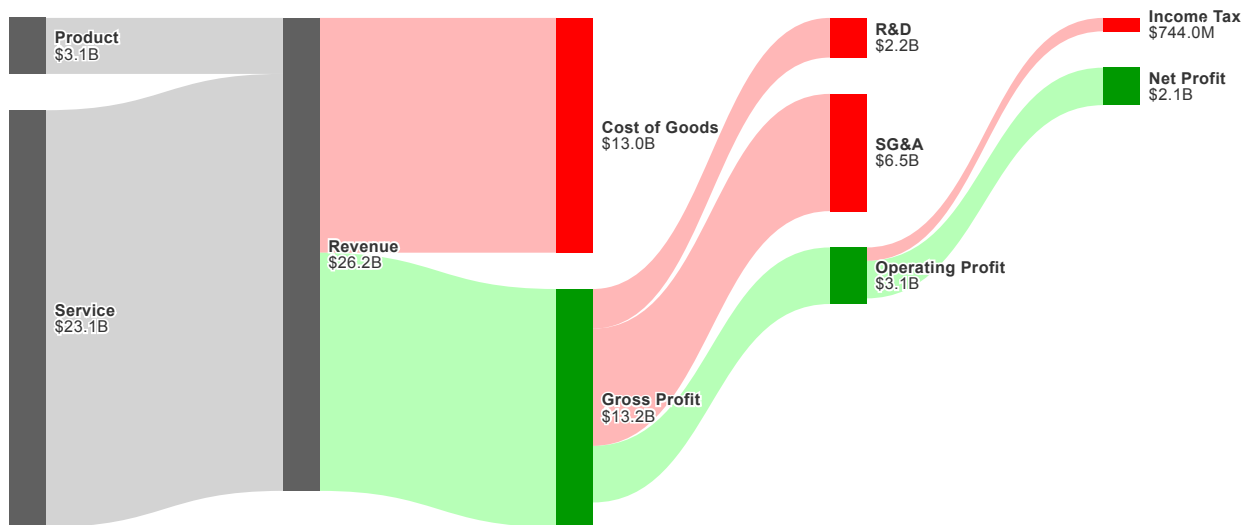 Product
$3.1B
Service
$23.1B
Revenue
$26.2B
Cost of Goods
$13.0B
Gross Profit
$13.2B
R&D
$2.2B
SG&A
$6.5B
Operating Profit
$3.1B
Income Tax
$744.0M
Net Profit
$2.1B